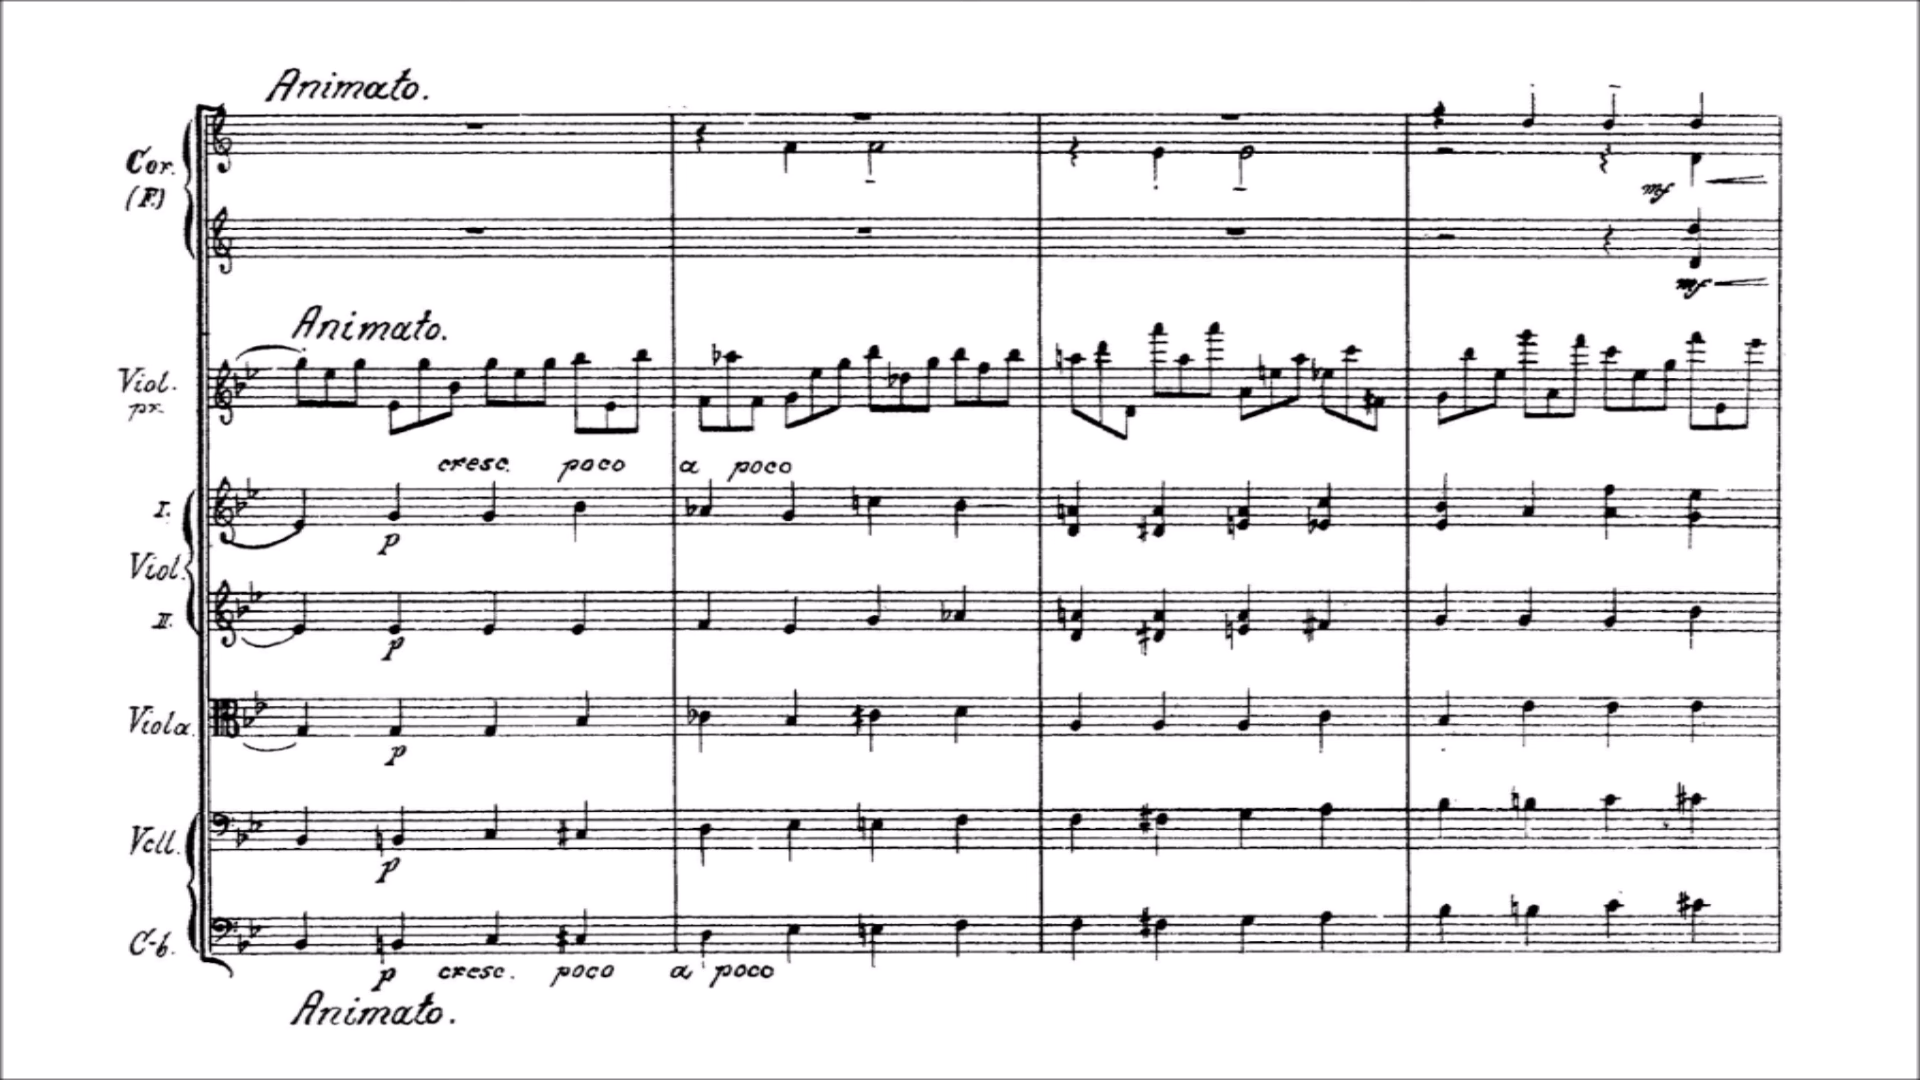 Animato.
Cor.
(F.)
mf
mf
Animato.
Viol.
pr.
cresc. poco a poco
I.
p
Viol.
II.
p
Viola.
p
Vcll.
p
C-b.
p cresc. poco a poco
Animato.